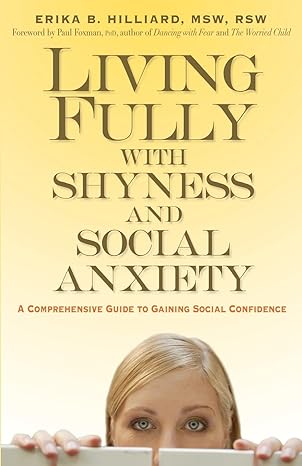 ERIKA B. HILLIARD, MSW, RSW
Foreword by Paul Foxman, PhD, author of Dancing with Fear and The Worried Child
LIVING
FULLY
WITH
SHYNESS
AND
SOCIAL
ANXIETY
A COMPREHENSIVE GUIDE TO GAINING SOCIAL CONFIDENCE